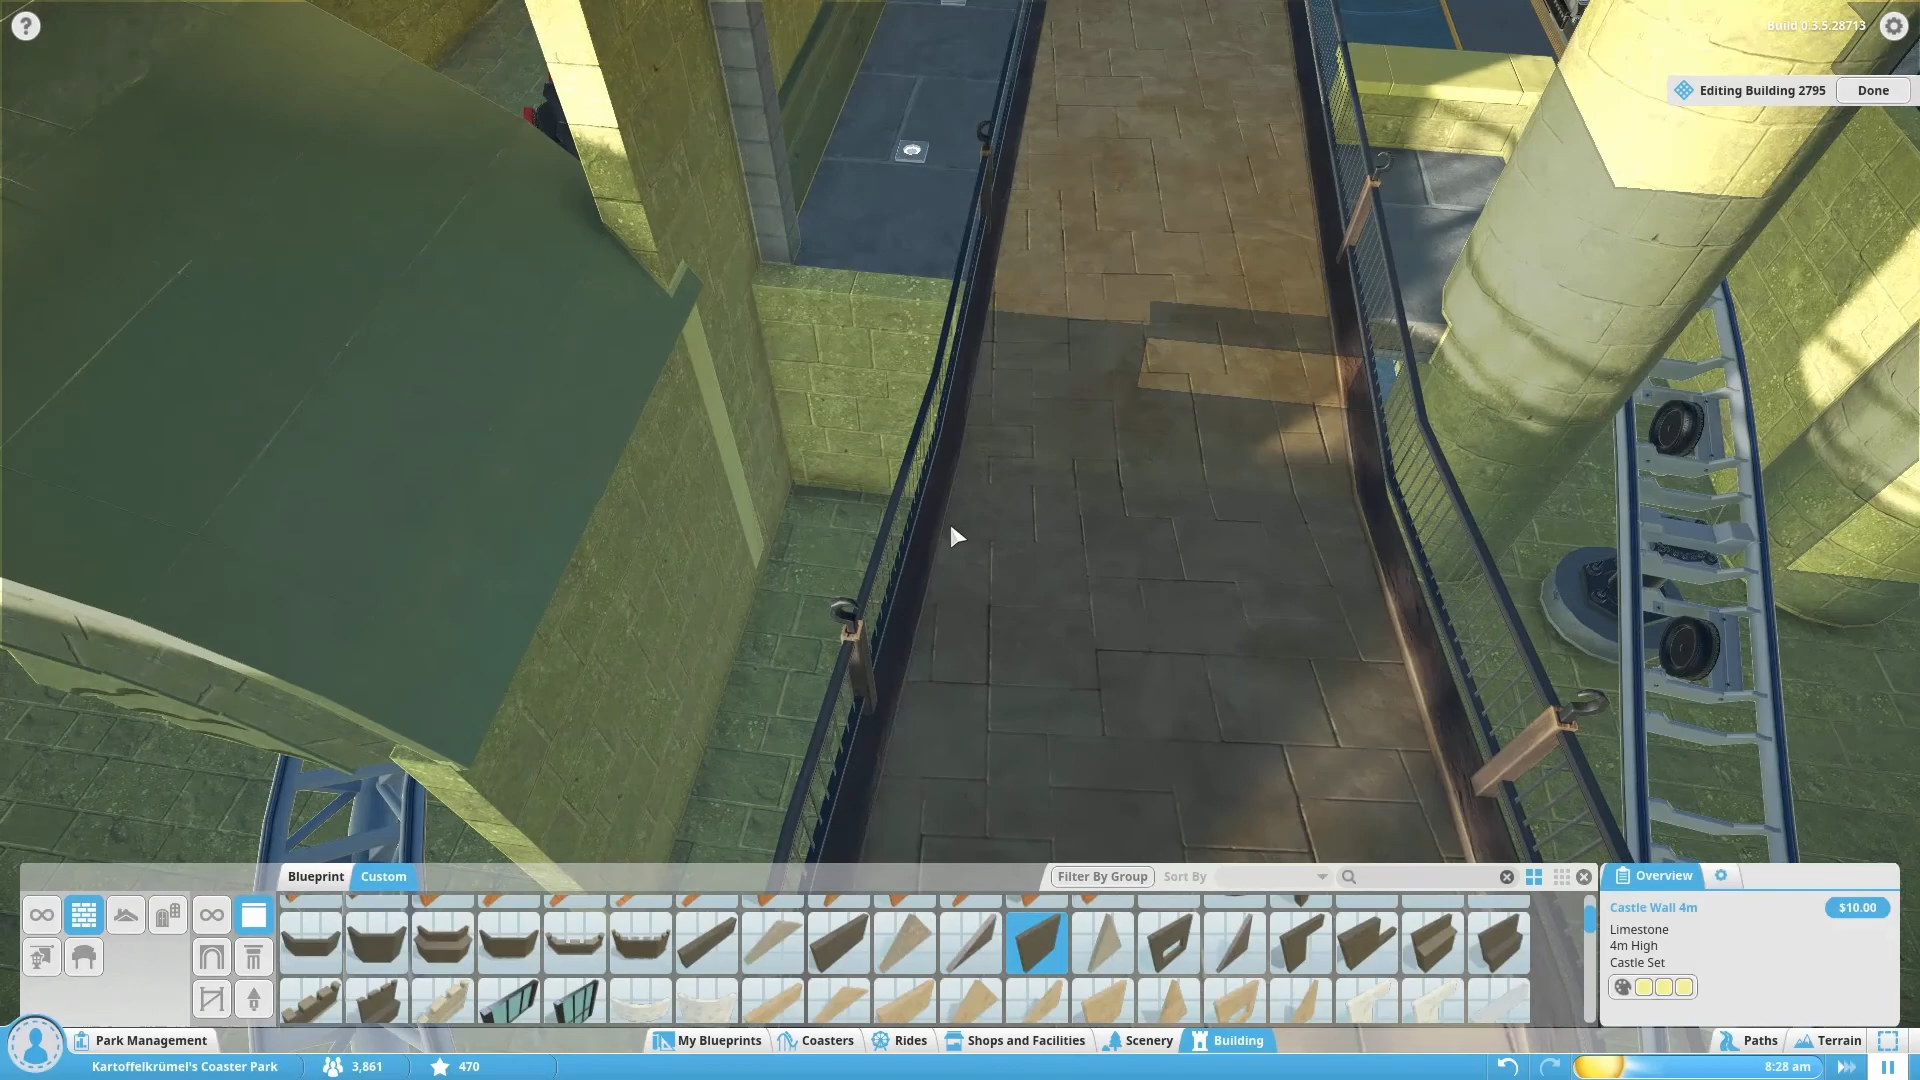 ?
Build 0.3.5.28713
Editing Building 2795
Done
Blueprint
Custom
Filter By Group
Sort By
Overview
Castle Wall 4m
$10.00
Limestone
4m High
Castle Set
Park Management
My Blueprints
Coasters
Rides
Shops and Facilities
Scenery
Building
Paths
Terrain
Kartoffelkrümel's Coaster Park
3,861
470
8:28 am